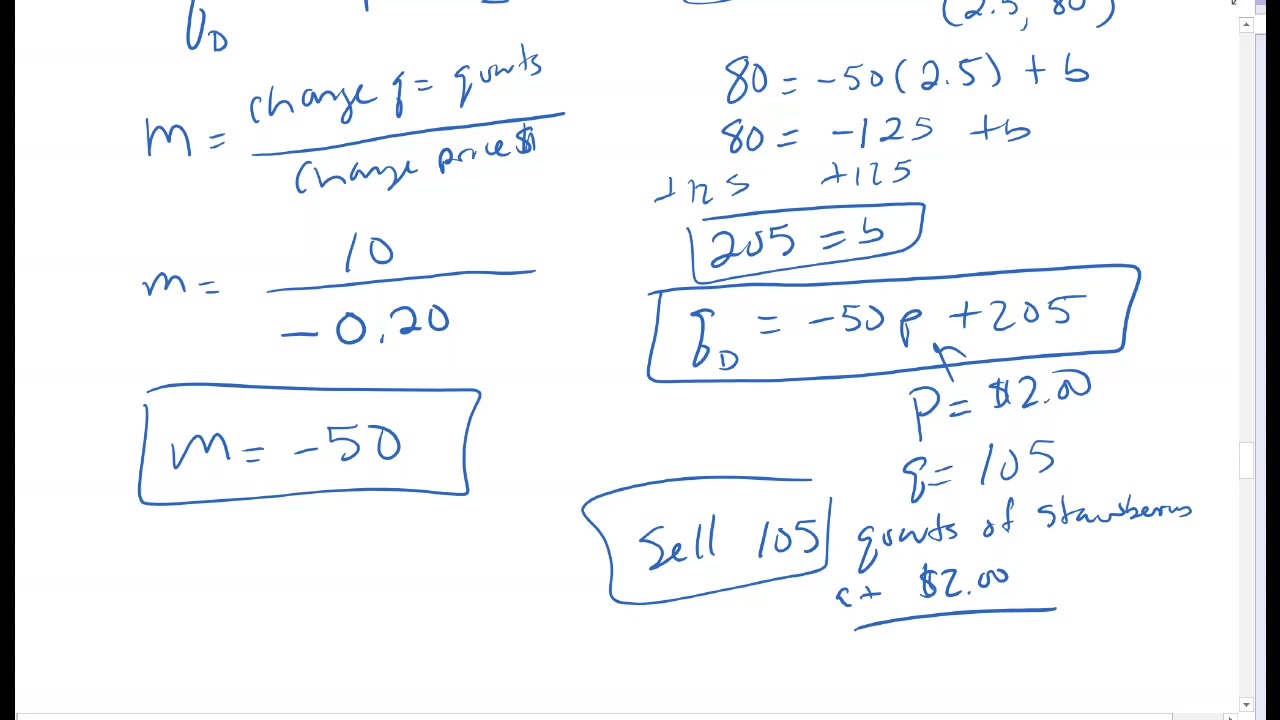 q_D
m = change q = quarts / change price $
m = 10 / -0.20
m = -50
(2.5, 80)
80 = -50(2.5) + b
80 = -125 + b
+125 +125
205 = b
q_D = -50p + 205
p = $2.00
q = 105
Sell 105 quarts of strawberries
at $2.00